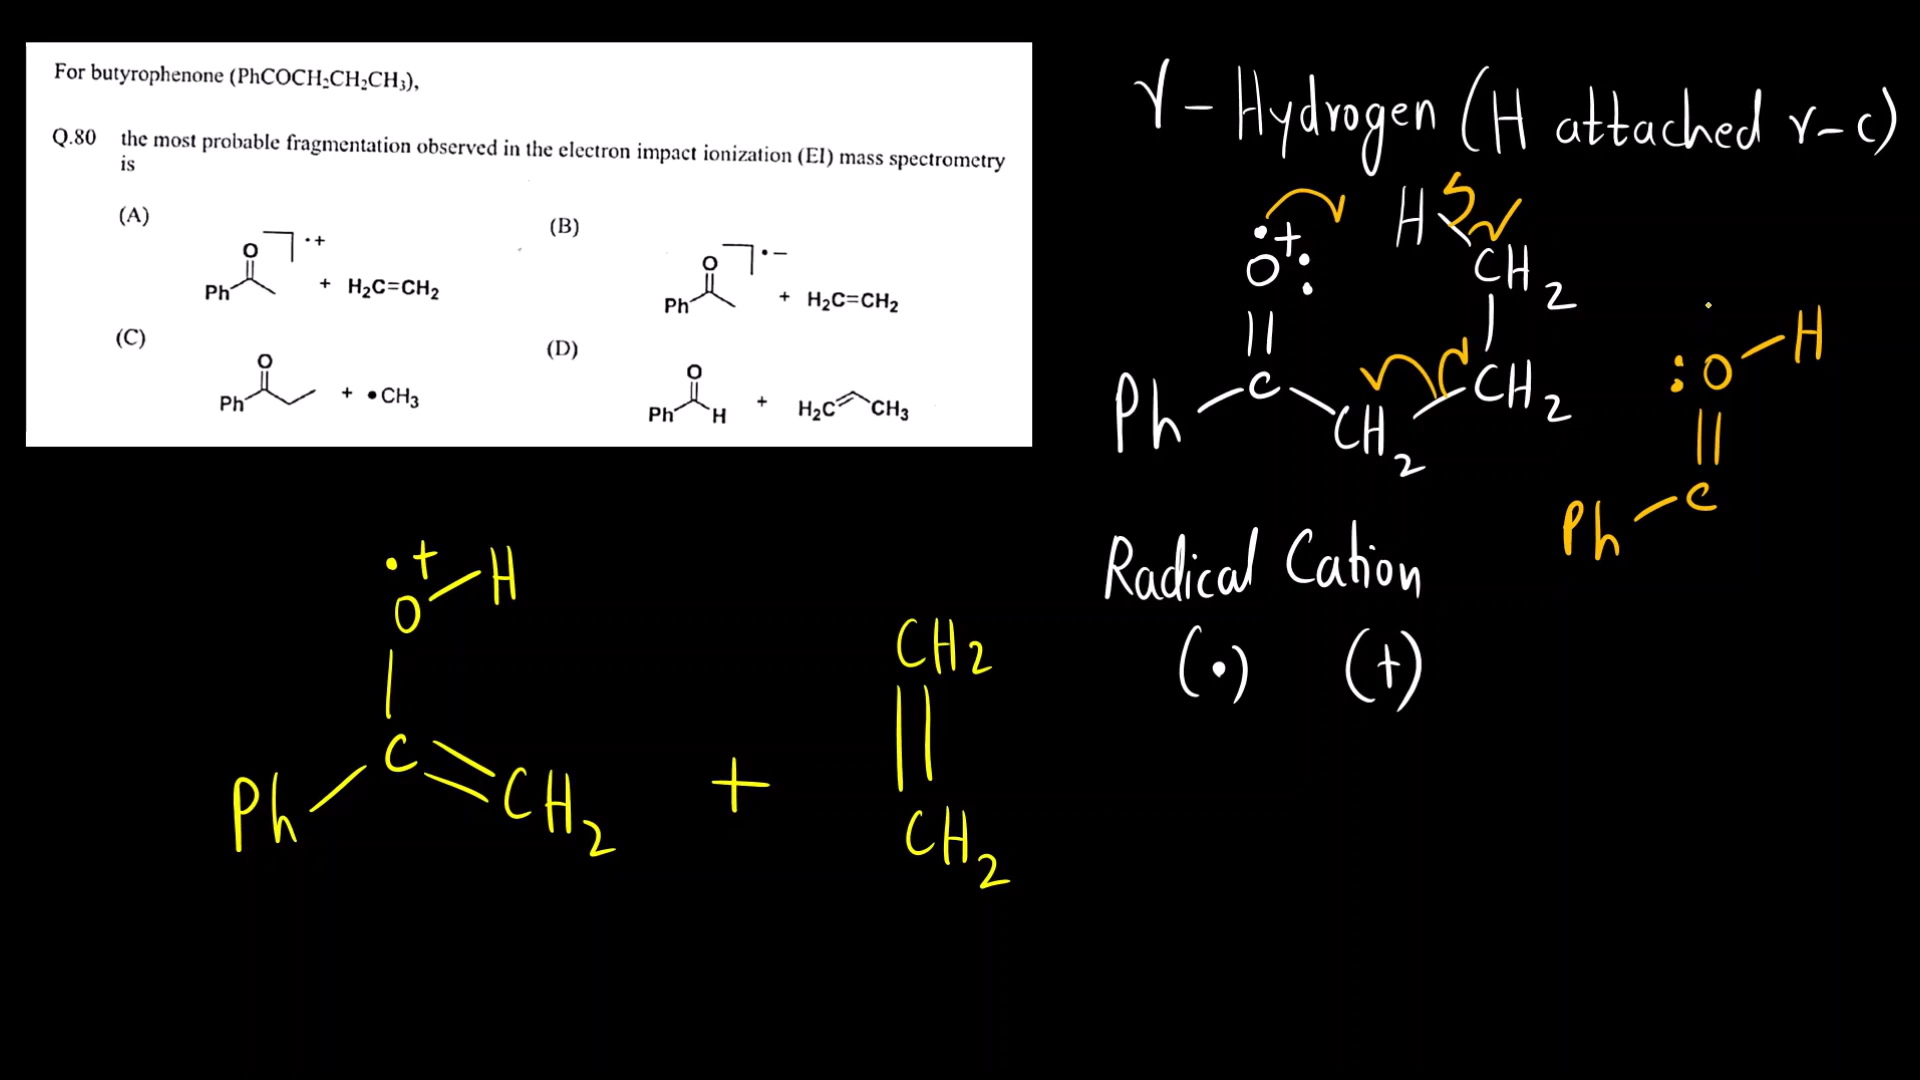 For butyrophenone (PhCOCH₂CH₂CH₃),
Q.80 the most probable fragmentation observed in the electron impact ionization (EI) mass spectrometry
is
(A)
O ·+
Ph + H₂C=CH₂
(B)
O ·−
Ph + H₂C=CH₂
(C)
O
Ph + •CH₃
(D)
O
Ph H + H₂C CH₃
γ - Hydrogen (H attached γ-C)
·+ H
:O: CH₂
Ph C CH₂ CH₂
:O H
Ph C
Radical Cation
(•) (+)
·+
O H
Ph C CH₂ + CH₂
CH₂